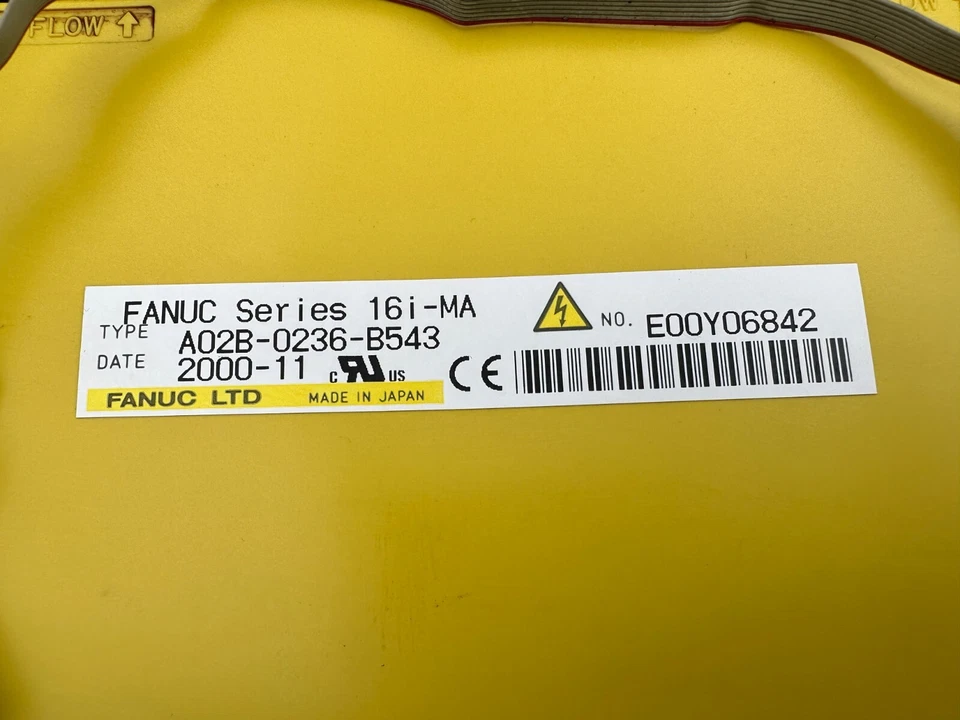 FLOW ↑
FANUC Series 16i-MA
TYPE A02B-0236-B543
DATE 2000-11 c RU US CE
FANUC LTD MADE IN JAPAN
NO. E00Y06842